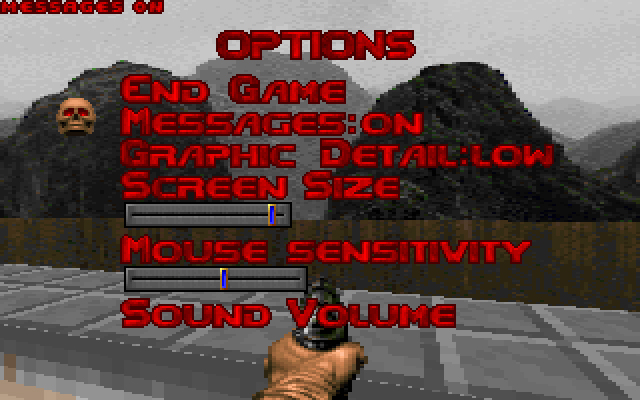 MESSAGES ON
OPTIONS
END GAME
MESSAGES:ON
GRAPHIC DETAIL:LOW
SCREEN SIZE
MOUSE SENSITIVITY
SOUND VOLUME